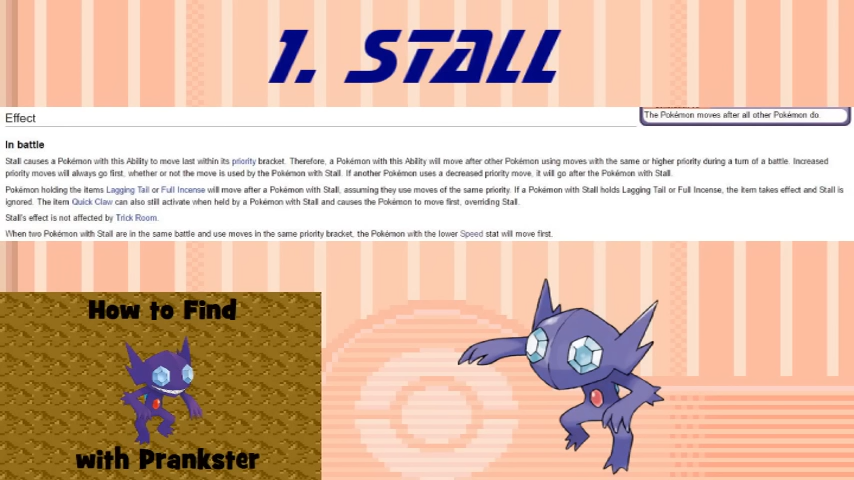 1. STALL
Effect
The Pokémon moves after all other Pokémon do.
In battle
Stall causes a Pokémon with this Ability to move last within its priority bracket. Therefore, a Pokémon with this Ability will move after other Pokémon using moves with the same or higher priority during a turn of a battle. Increased
priority moves will always go first, whether or not the move is used by the Pokémon with Stall. If another Pokémon uses a decreased priority move, it will go after the Pokémon with Stall.
Pokémon holding the items Lagging Tail or Full Incense will move after a Pokémon with Stall, assuming they use moves of the same priority. If a Pokémon with Stall holds Lagging Tail or Full Incense, the item takes effect and Stall is
ignored. The item Quick Claw can also still activate when held by a Pokémon with Stall and causes the Pokémon to move first, overriding Stall.
Stall's effect is not affected by Trick Room.
When two Pokémon with Stall are in the same battle and use moves in the same priority bracket, the Pokémon with the lower Speed stat will move first.
How to Find
with Prankster